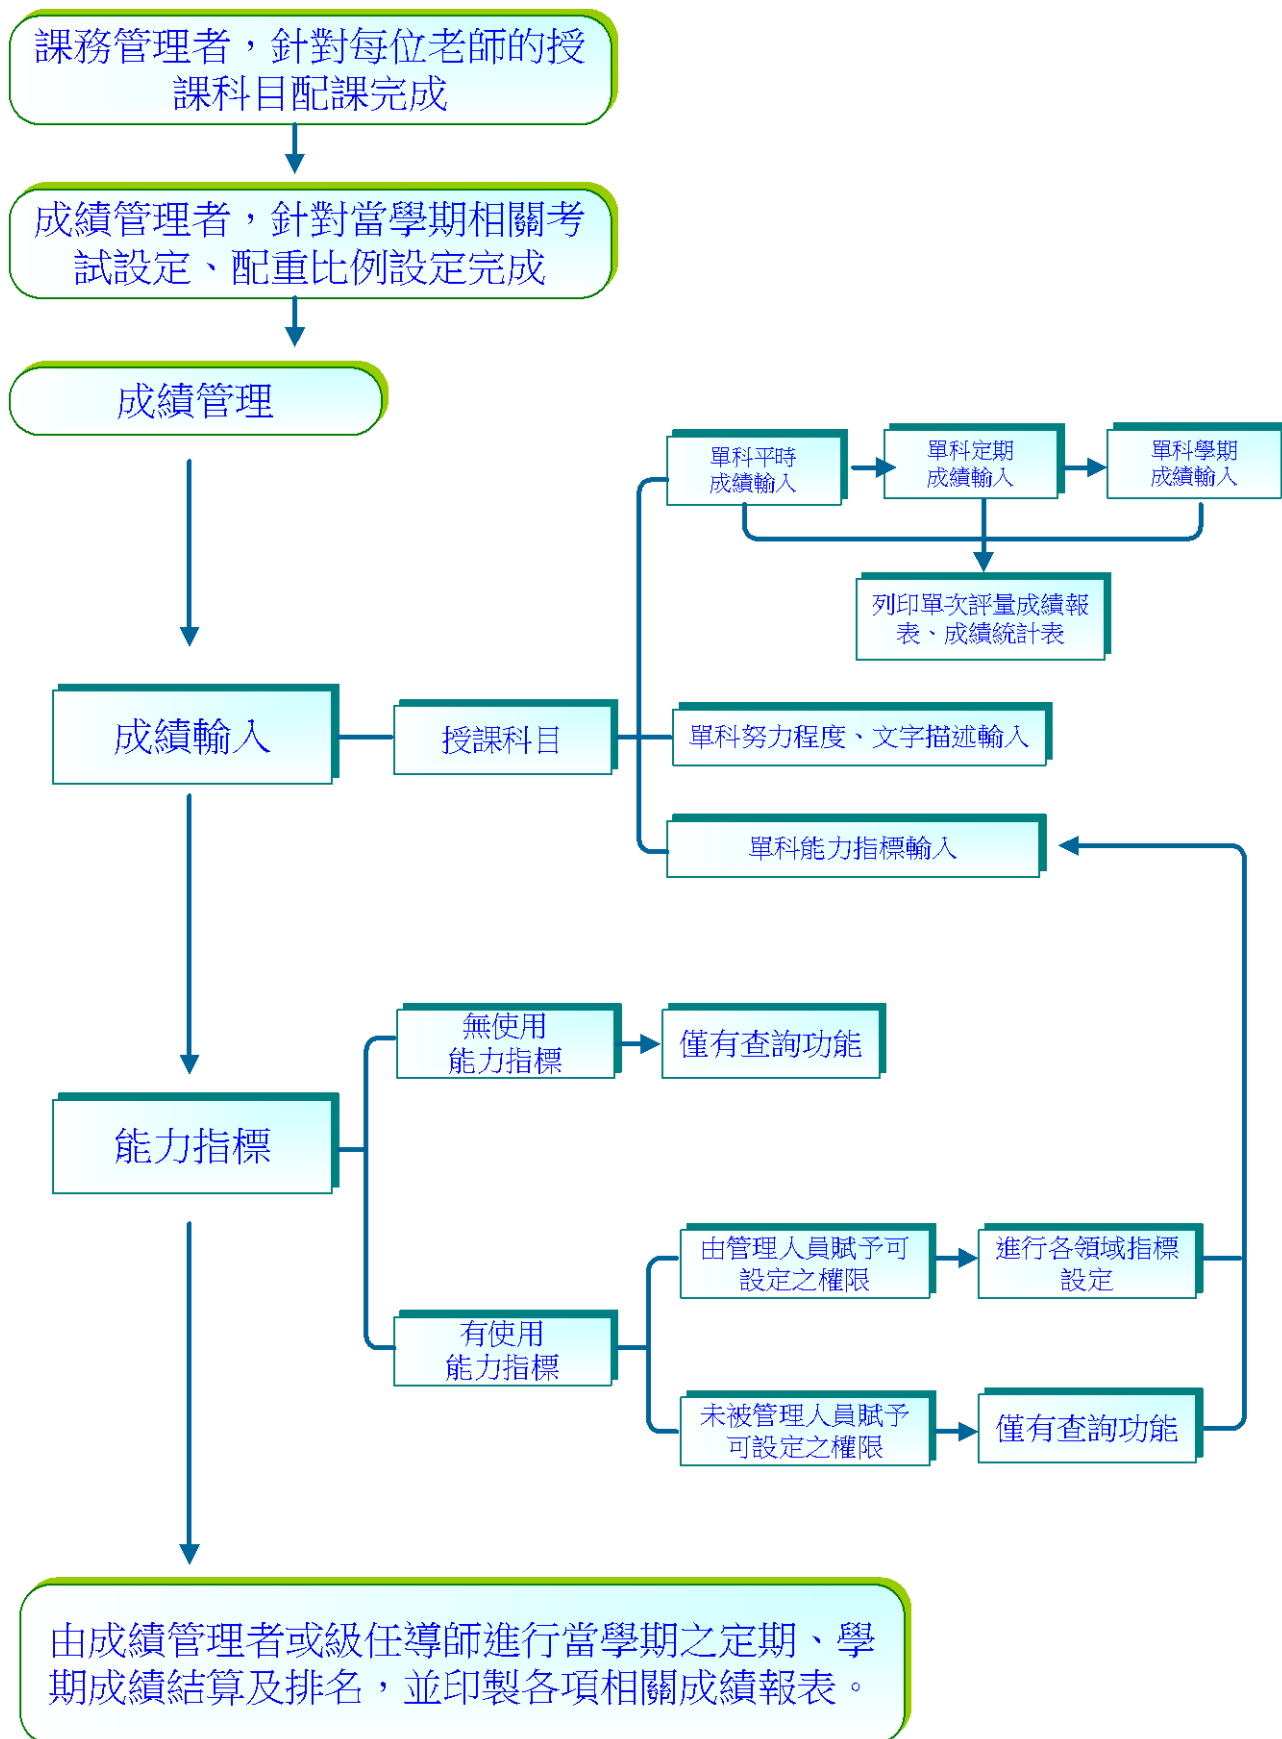 課務管理者，針對每位老師的授
課科目配課完成
成績管理者，針對當學期相關考
試設定、配重比例設定完成
成績管理
單科平時
成績輸入
單科定期
成績輸入
單科學期
成績輸入
列印單次評量成績報
表、成績統計表
成績輸入
授課科目
單科努力程度、文字描述輸入
單科能力指標輸入
無使用
能力指標
僅有查詢功能
能力指標
由管理人員賦予可
設定之權限
進行各領域指標
設定
有使用
能力指標
未被管理人員賦予
可設定之權限
僅有查詢功能
由成績管理者或級任導師進行當學期之定期、學
期成績結算及排名，並印製各項相關成績報表。